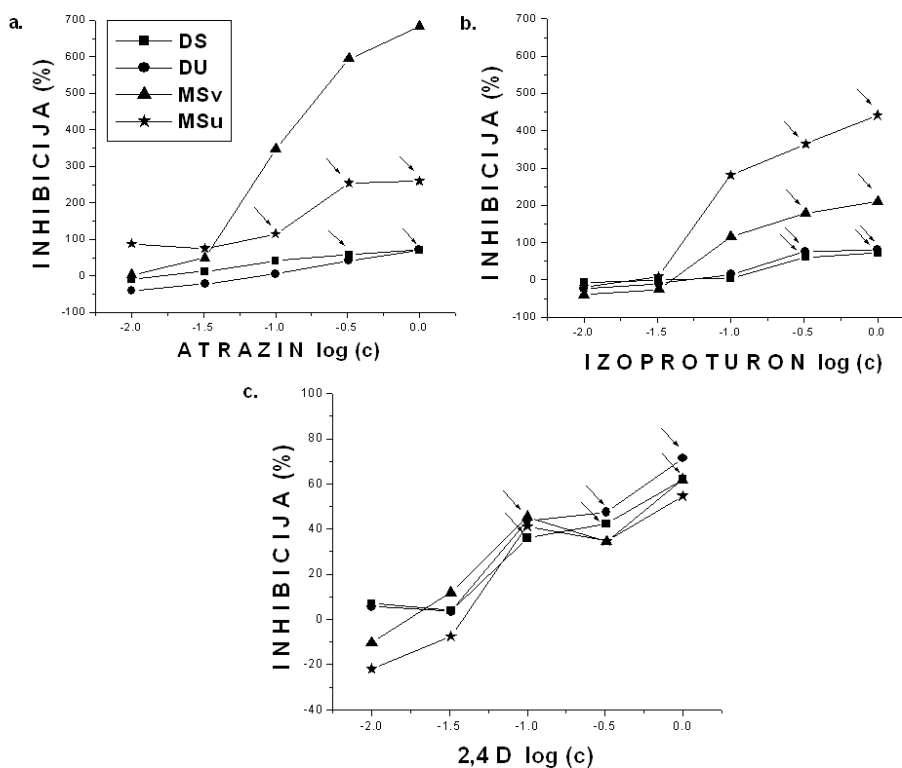 a.
INHIBICIJA (%)
700
600
500
400
300
200
100
0
-100
DS
DU
MSv
MSu
-2.0 -1.5 -1.0 -0.5 0.0
ATRAZIN log (c)
b.
INHIBICIJA (%)
700
600
500
400
300
200
100
0
-100
-2.0 -1.5 -1.0 -0.5 0.0
IZOPROTURON log (c)
c.
INHIBICIJA (%)
100
80
60
40
20
0
-20
-40
-2.0 -1.5 -1.0 -0.5 0.0
2,4 D log (c)